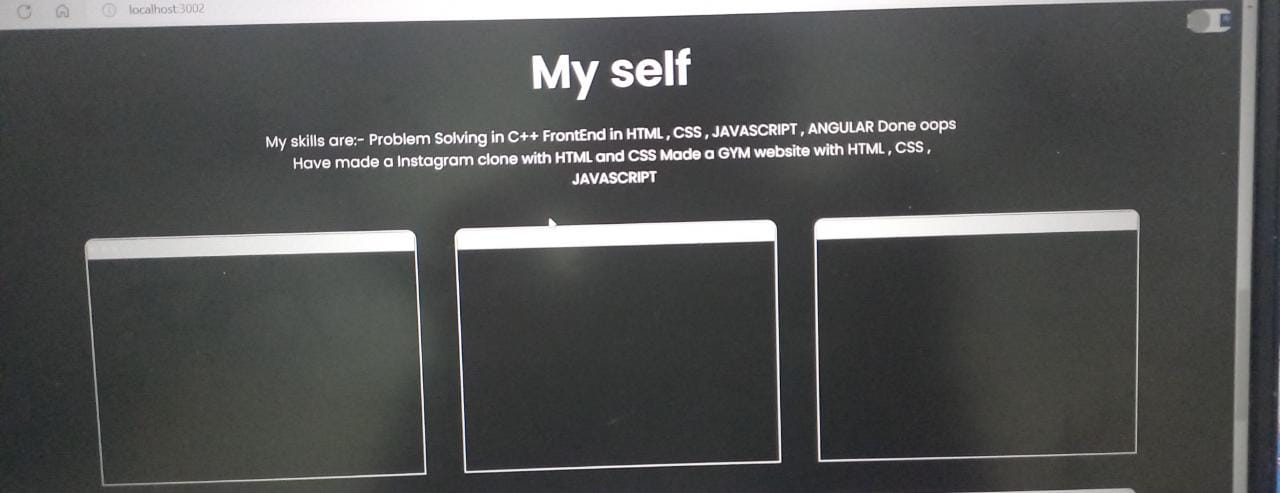 localhost:3002
My self
My skills are:- Problem Solving in C++ FrontEnd in HTML , CSS , JAVASCRIPT , ANGULAR Done oops
Have made a Instagram clone with HTML and CSS Made a GYM website with HTML , CSS ,
JAVASCRIPT